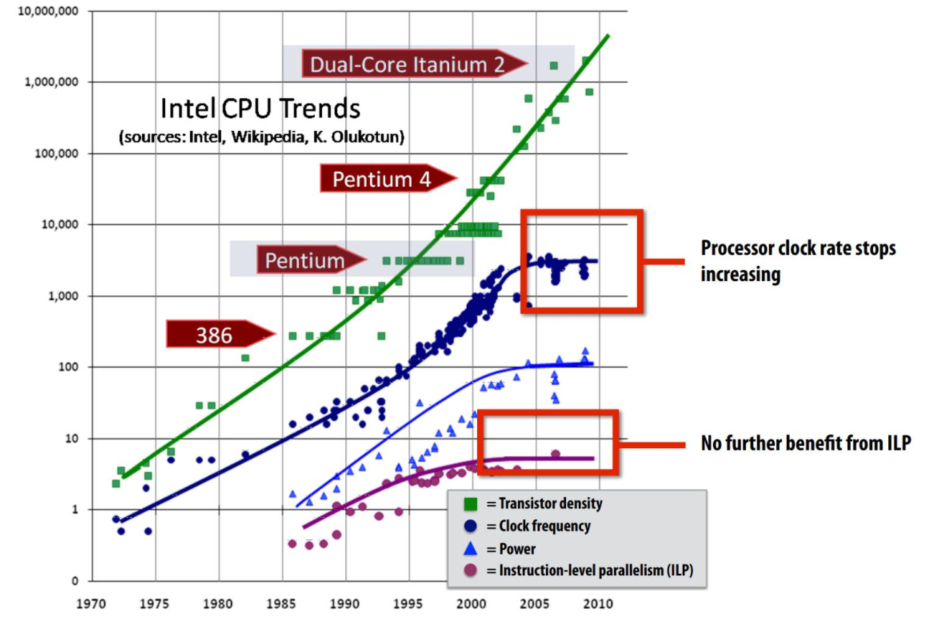 10,000,000
1,000,000
100,000
10,000
1,000
100
10
1
0
1970 1975 1980 1985 1990 1995 2000 2005 2010
Intel CPU Trends
(sources: Intel, Wikipedia, K. Olukotun)
Dual-Core Itanium 2
Pentium 4
Pentium
386
Processor clock rate stops
increasing
No further benefit from ILP
= Transistor density
= Clock frequency
= Power
= Instruction-level parallelism (ILP)